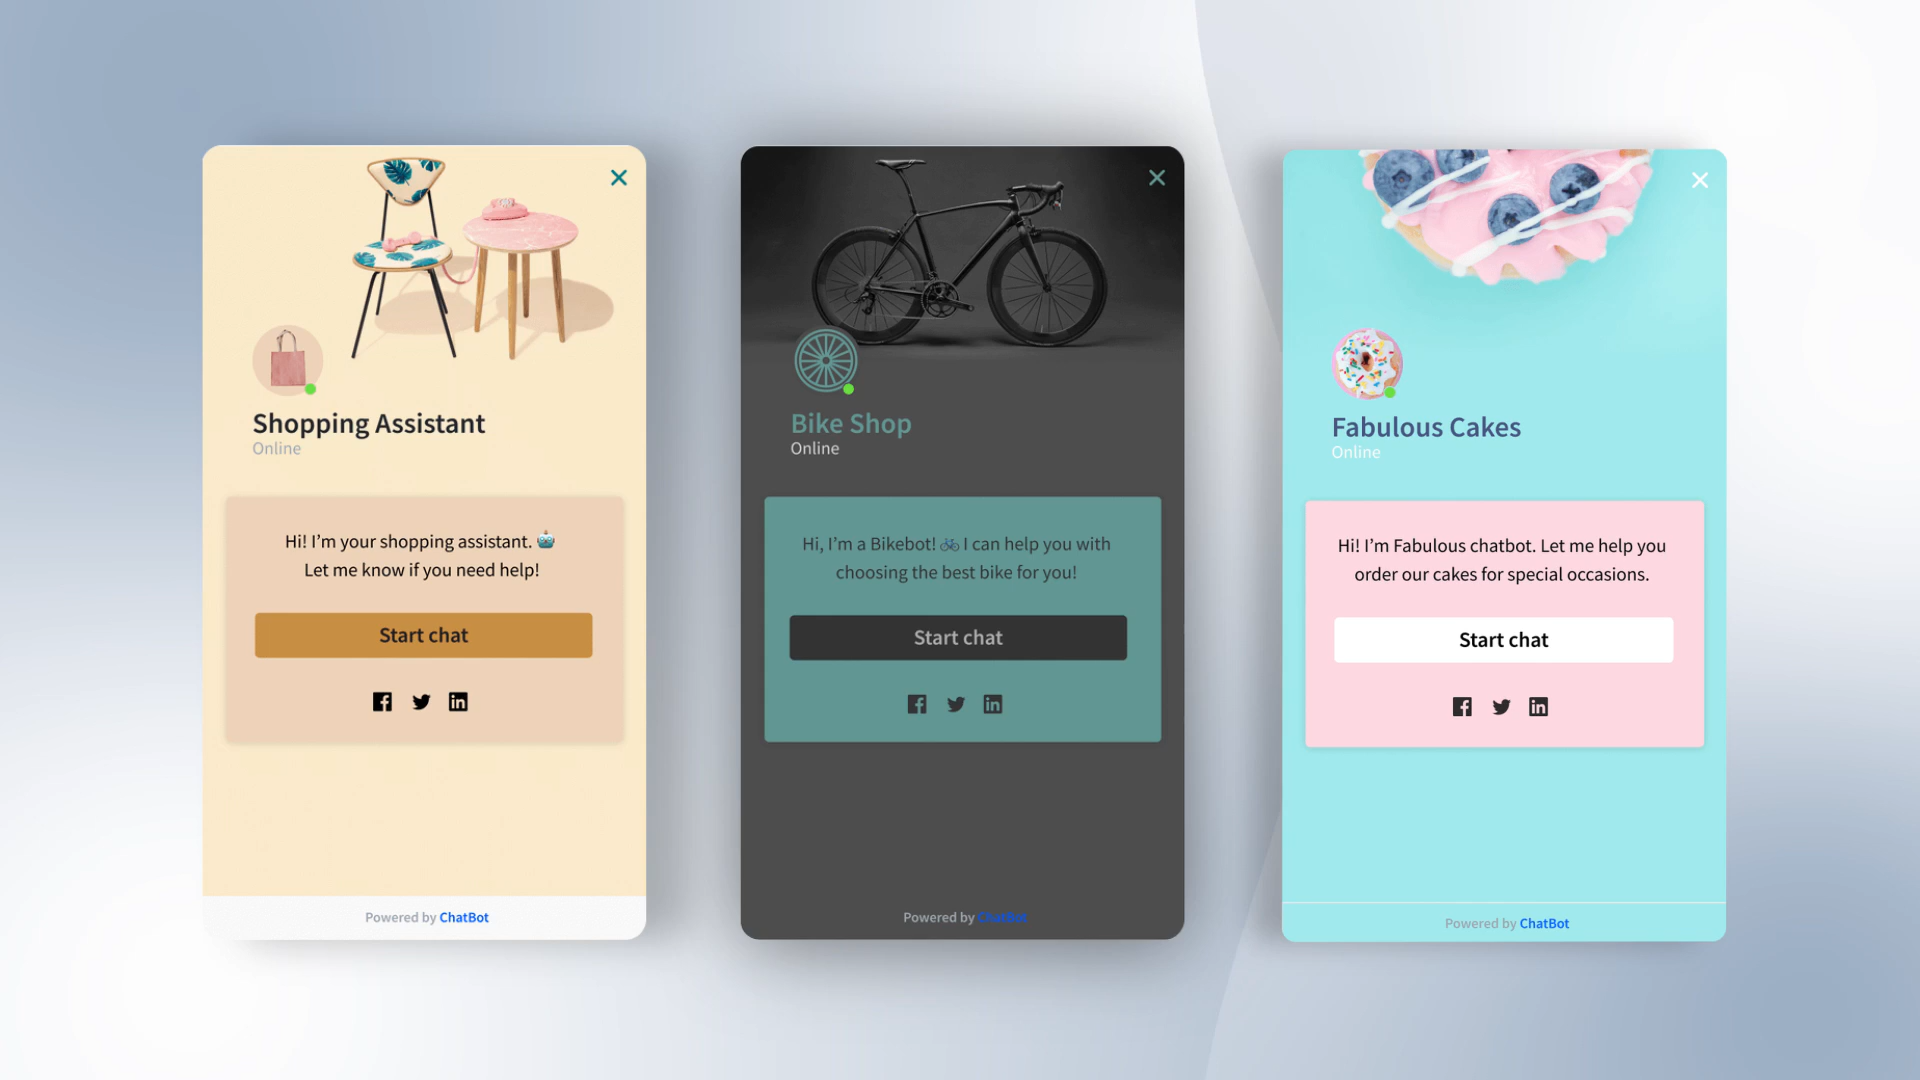 Shopping Assistant
Online
Hi! I’m your shopping assistant. 🤖
Let me know if you need help!
Start chat
Powered by ChatBot
Bike Shop
Online
Hi, I’m a Bikebot! 🚲 I can help you with
choosing the best bike for you!
Start chat
Powered by ChatBot
Fabulous Cakes
Online
Hi! I’m Fabulous chatbot. Let me help you
order our cakes for special occasions.
Start chat
Powered by ChatBot